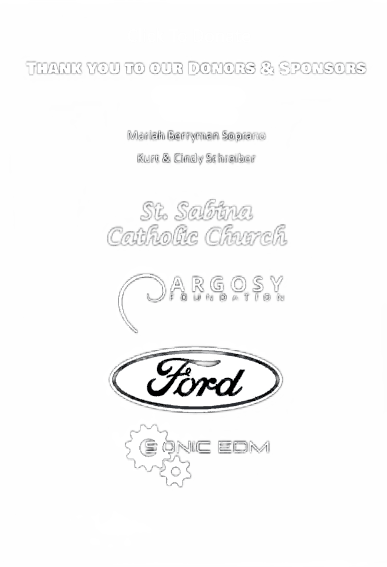 THANK YOU TO OUR DONORS & SPONSORS
Mariah Berryman Soprano
Kurt & Cindy Schreiber
St. Sabina
Catholic Church
ARGOSY
FOUNDATION
Ford
SONIC EDM